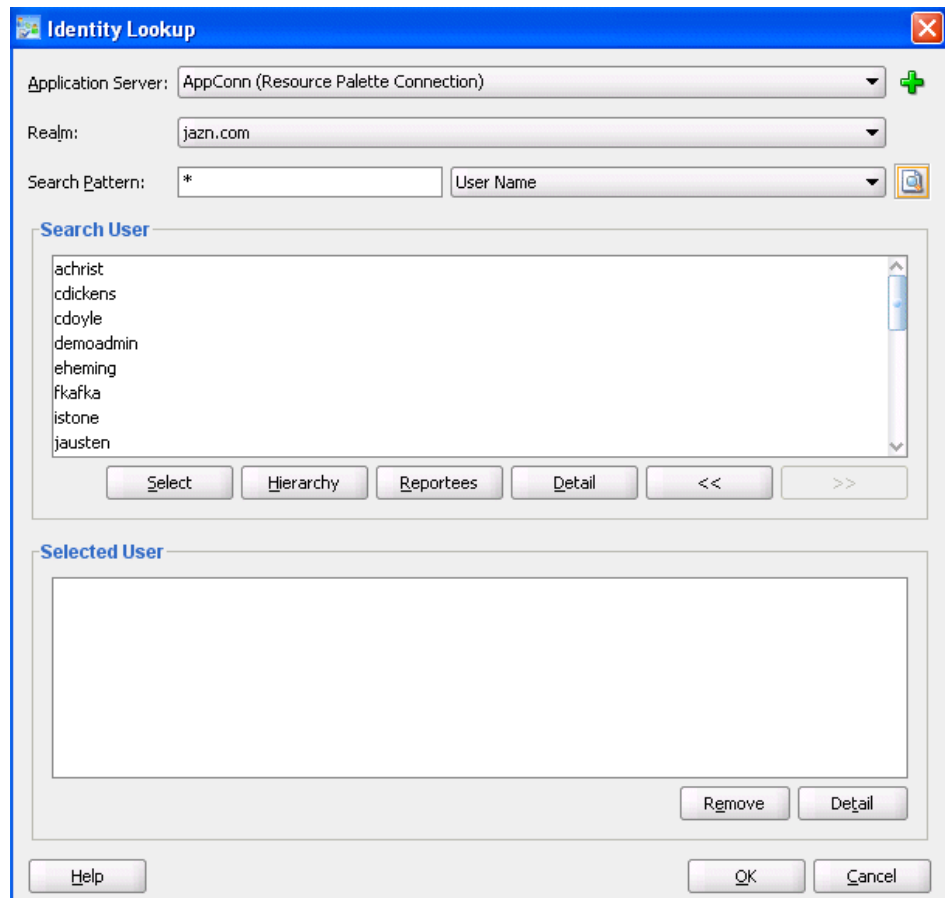 Identity Lookup
Application Server: AppConn (Resource Palette Connection)
Realm: jazn.com
Search Pattern: * User Name
Search User
achrist
cdickens
cdoyle
demoadmin
eheming
fkafka
istone
jausten
Select Hierarchy Reportees Detail << >>
Selected User
Remove Detail
Help OK Cancel